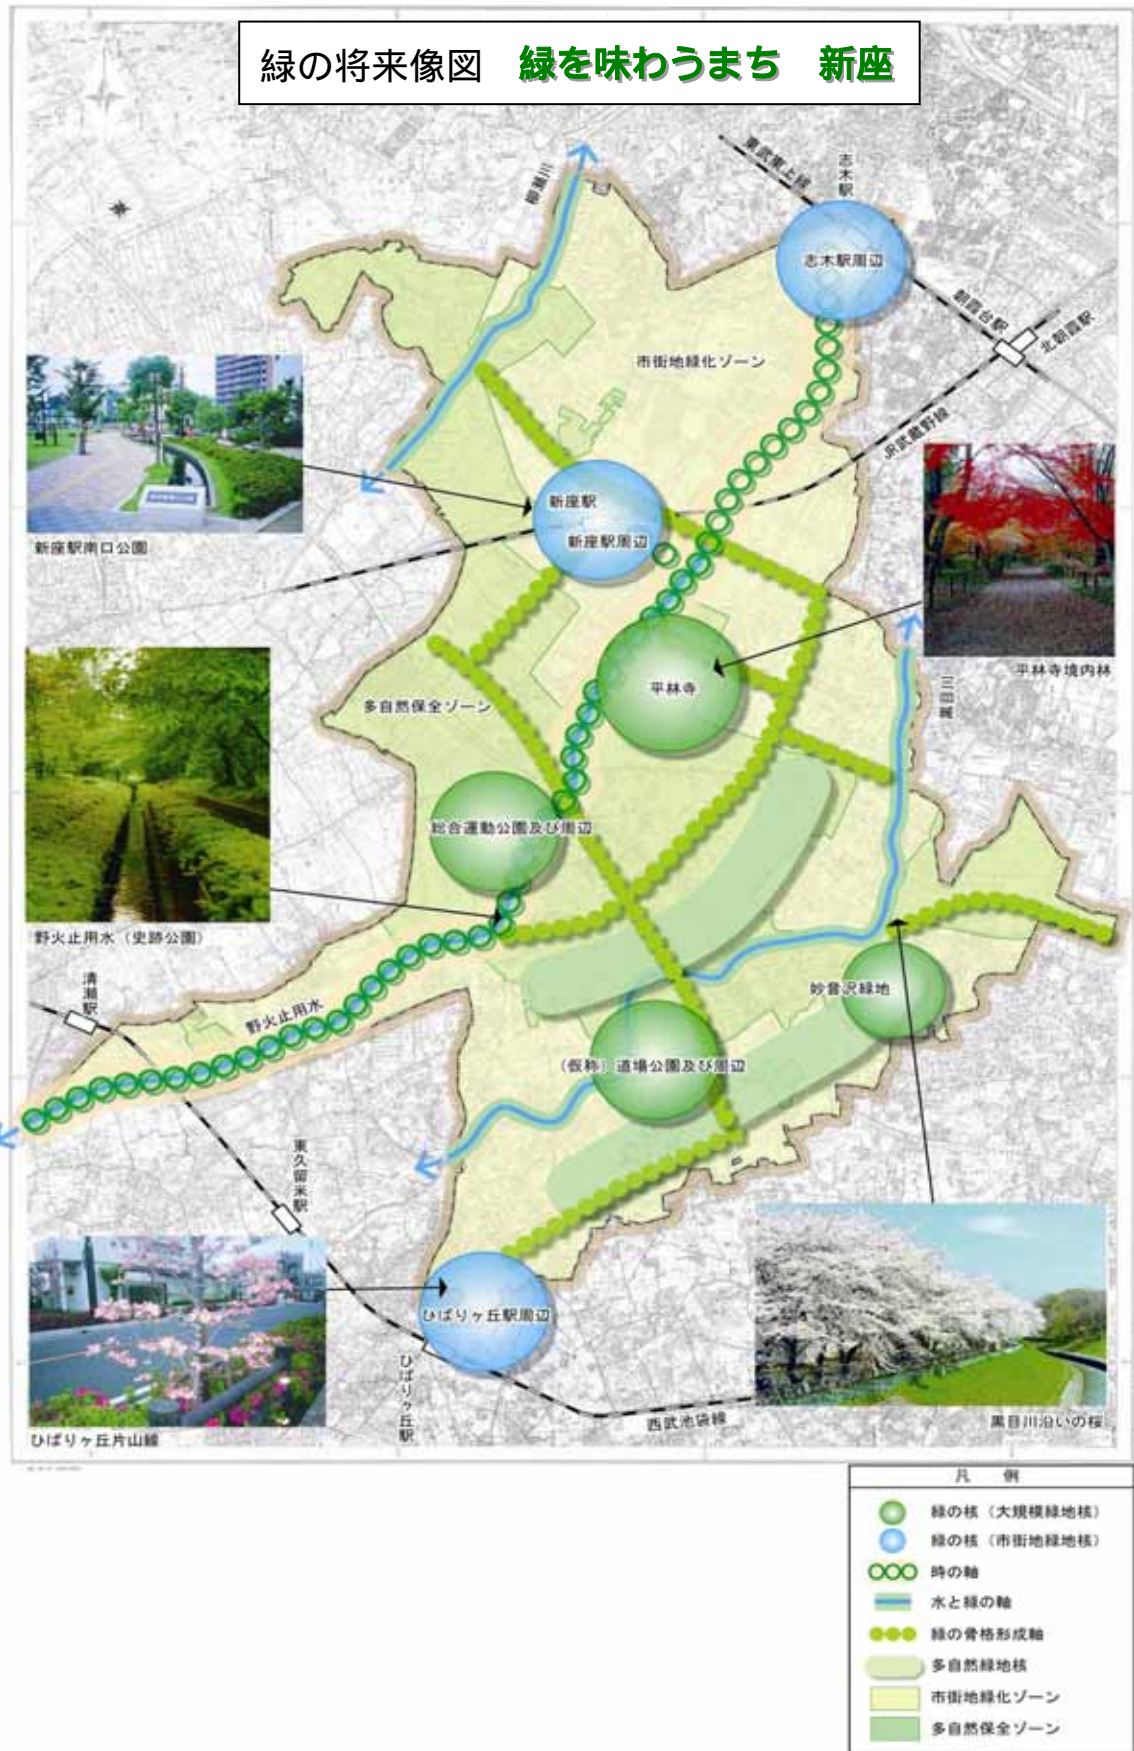 緑の将来像図　緑を味わうまち　新座
柳瀬川
東武東上線
志木駅
志木駅周辺
朝霞台駅
北朝霞駅
市街地緑化ゾーン
JR武蔵野線
新座駅
新座駅周辺
新座駅南口公園
平林寺境内林
平林寺
黒目川
多自然保全ゾーン
総合運動公園及び周辺
野火止用水（史跡公園）
清瀬駅
野火止用水
妙音沢緑地
（仮称）道場公園及び周辺
東久留米駅
ひばりヶ丘駅周辺
ひばりヶ丘駅
西武池袋線
ひばりヶ丘片山線
黒目川沿いの桜
凡　例
緑の核（大規模緑地核）
緑の核（市街地緑地核）
時の軸
水と緑の軸
緑の骨格形成軸
多自然緑地核
市街地緑化ゾーン
多自然保全ゾーン